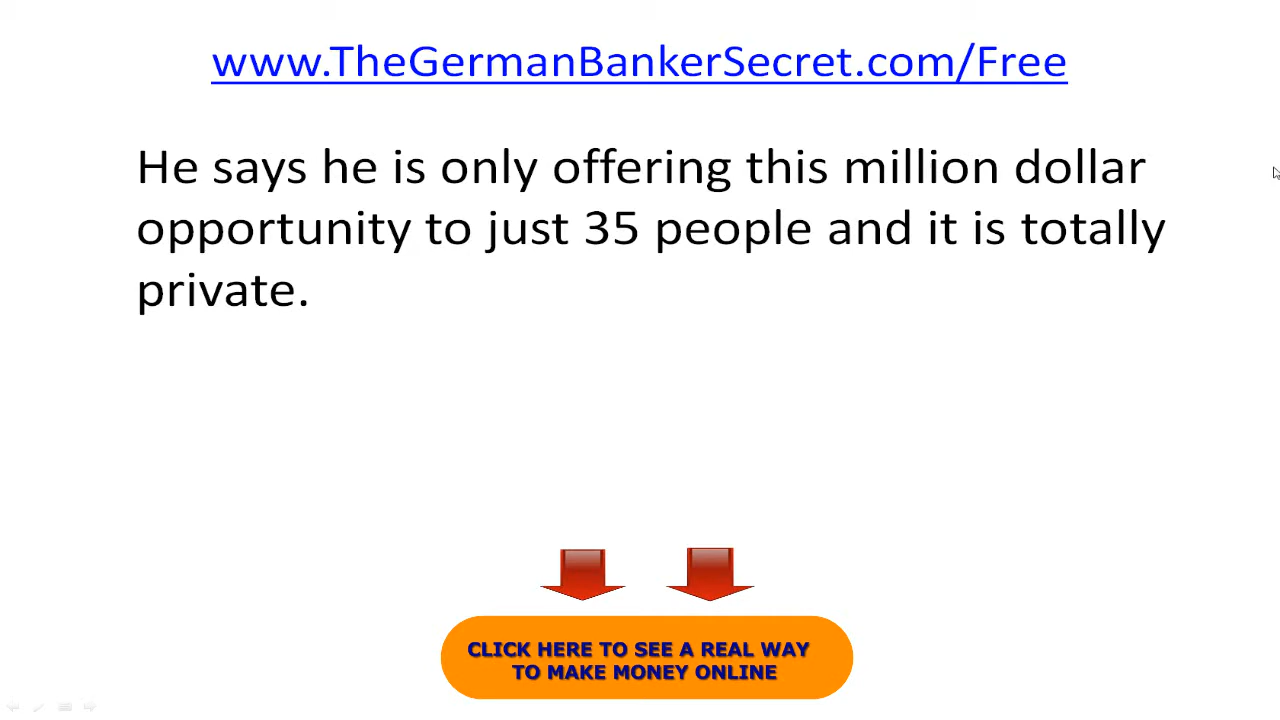 www.TheGermanBankerSecret.com/Free
He says he is only offering this million dollar
opportunity to just 35 people and it is totally
private.
CLICK HERE TO SEE A REAL WAY
TO MAKE MONEY ONLINE